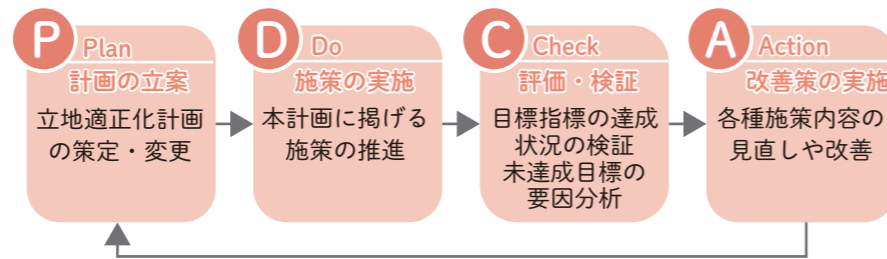 P Plan
計画の立案
立地適正化計画
の策定・変更
D Do
施策の実施
本計画に掲げる
施策の推進
C Check
評価・検証
目標指標の達成
状況の検証
未達成目標の
要因分析
A Action
改善策の実施
各種施策内容の
見直しや改善